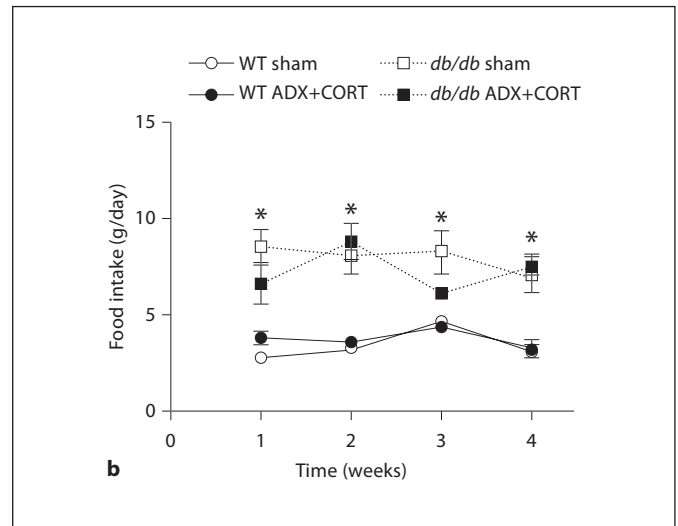 WT sham
db/db sham
WT ADX+CORT
db/db ADX+CORT
15
10
5
0
Food intake (g/day)
* * * *
0 1 2 3 4
Time (weeks)
b